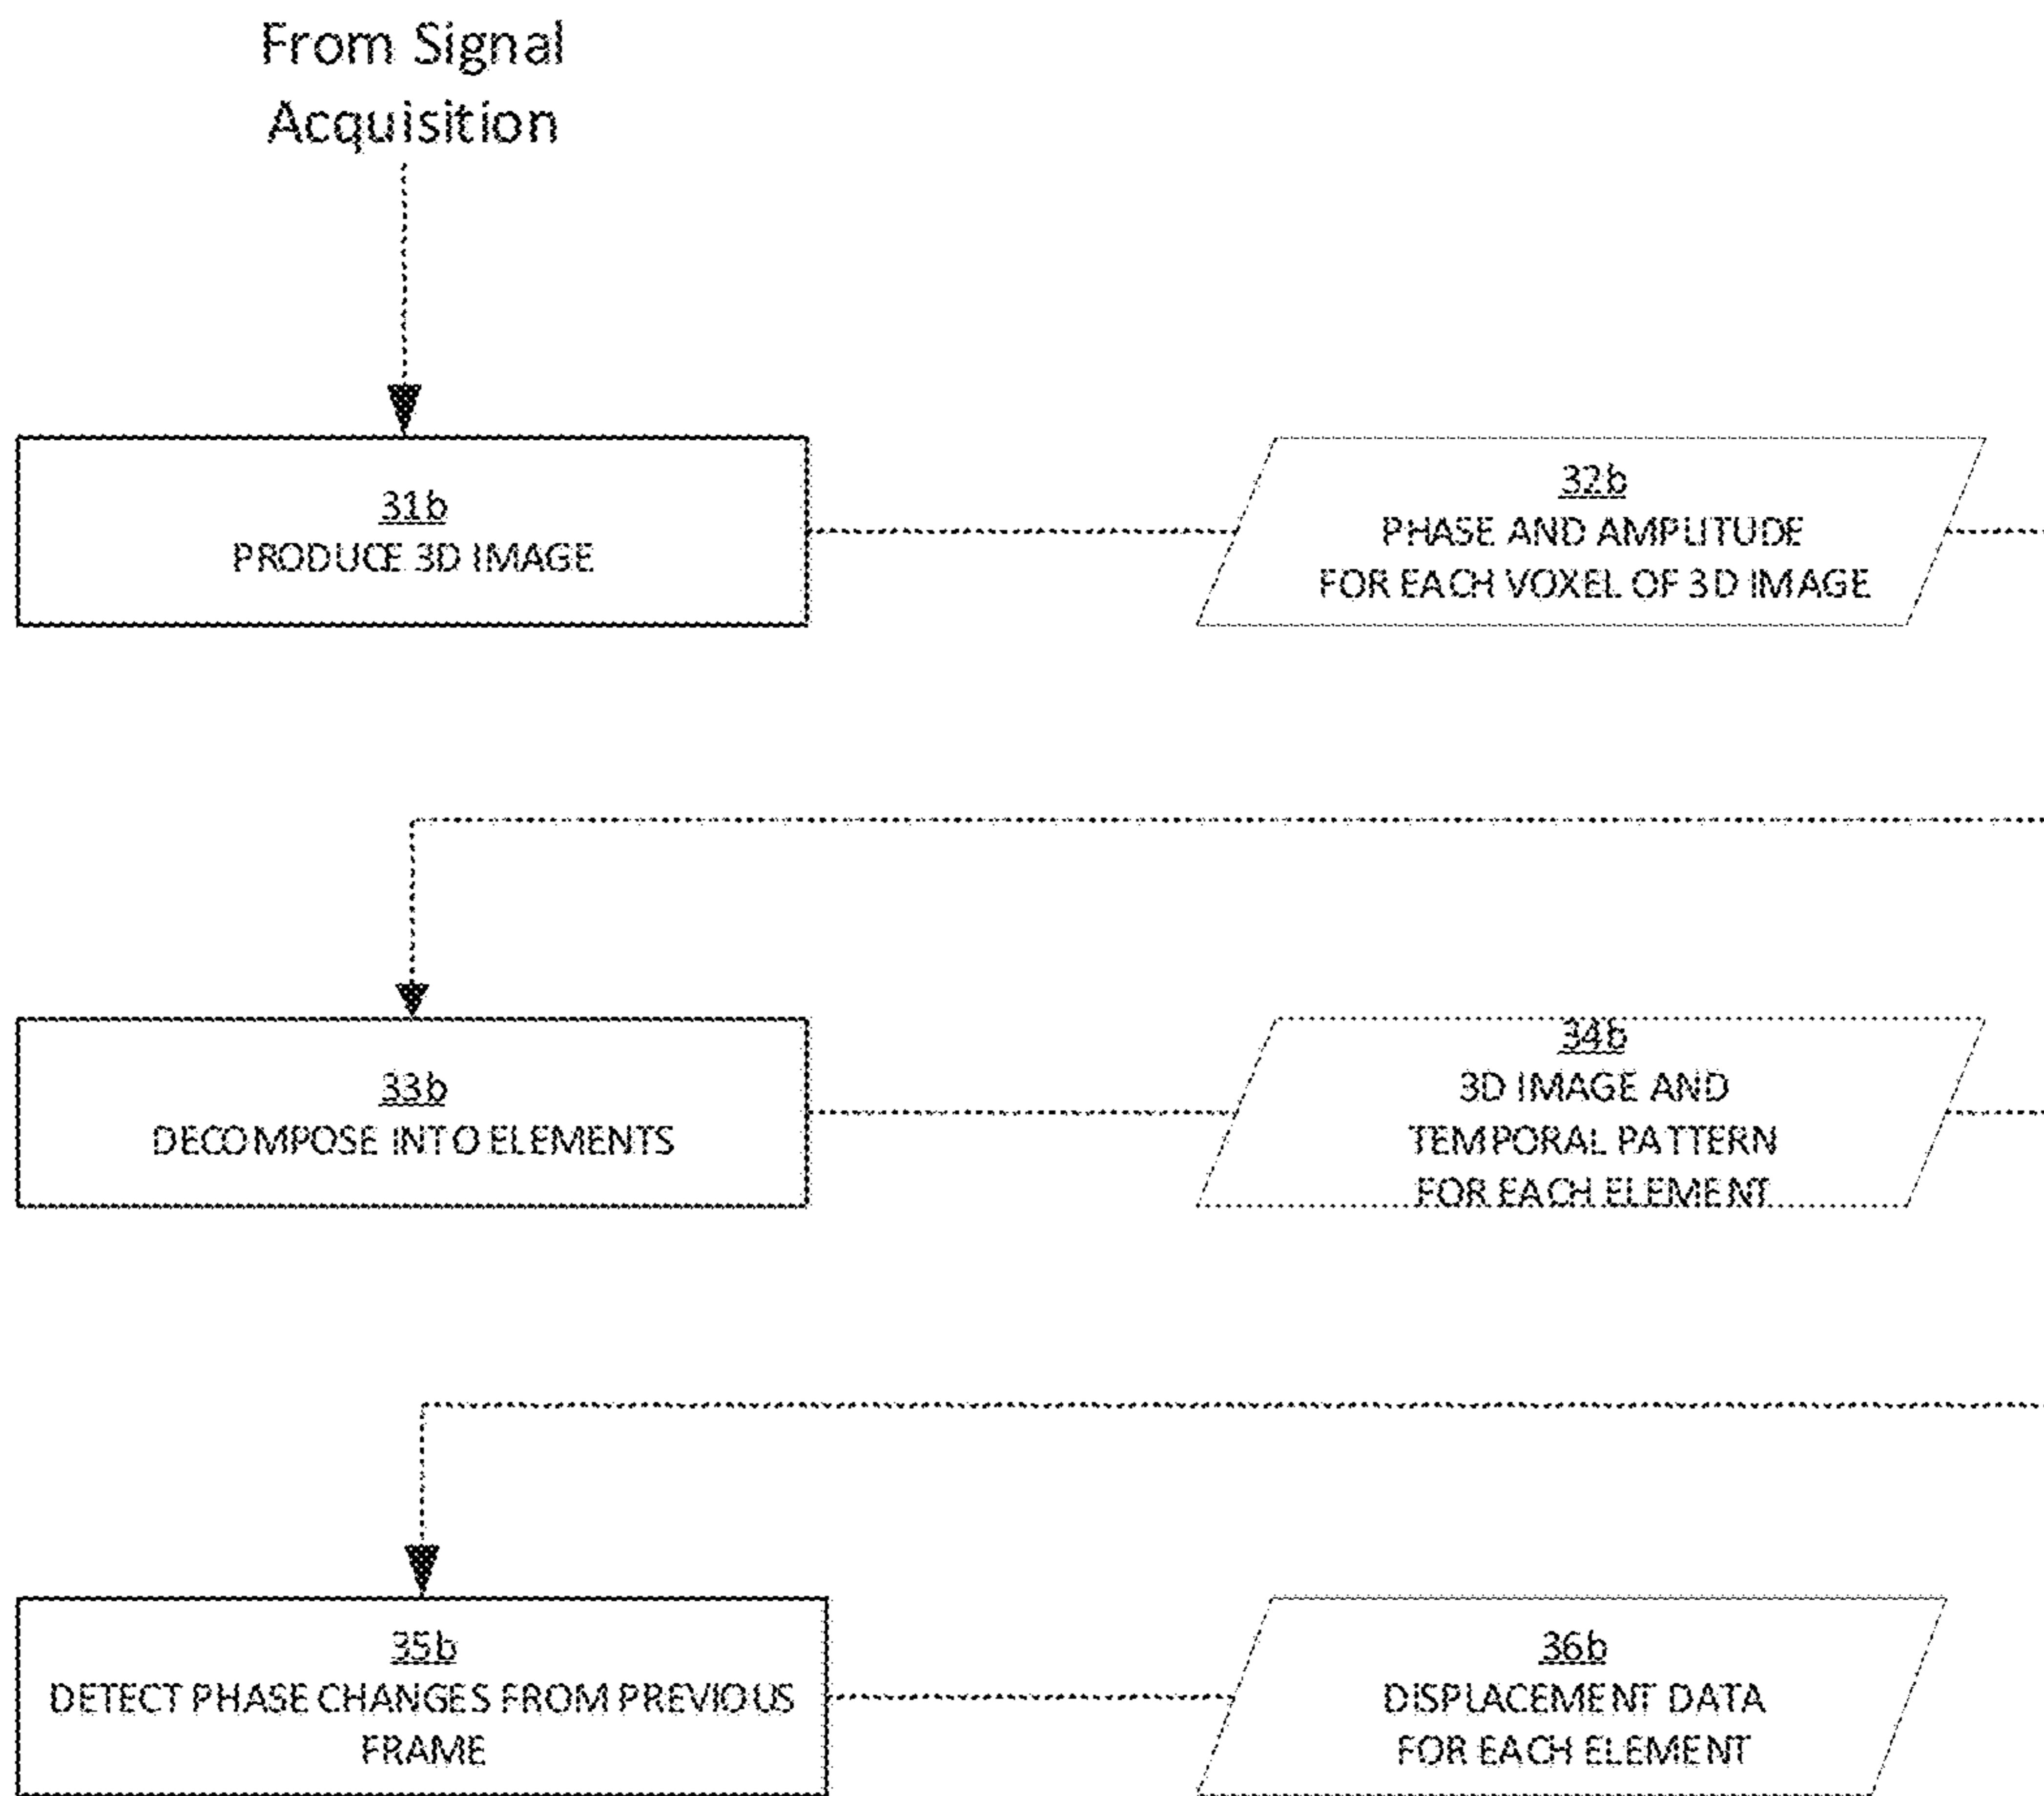 From Signal
Acquisition
31b
PRODUCE 3D IMAGE
32b
PHASE AND AMPLITUDE
FOR EACH VOXEL OF 3D IMAGE
33b
DECOMPOSE INTO ELEMENTS
34b
3D IMAGE AND
TEMPORAL PATTERN
FOR EACH ELEMENT
35b
DETECT PHASE CHANGES FROM PREVIOUS
FRAME
36b
DISPLACEMENT DATA
FOR EACH ELEMENT